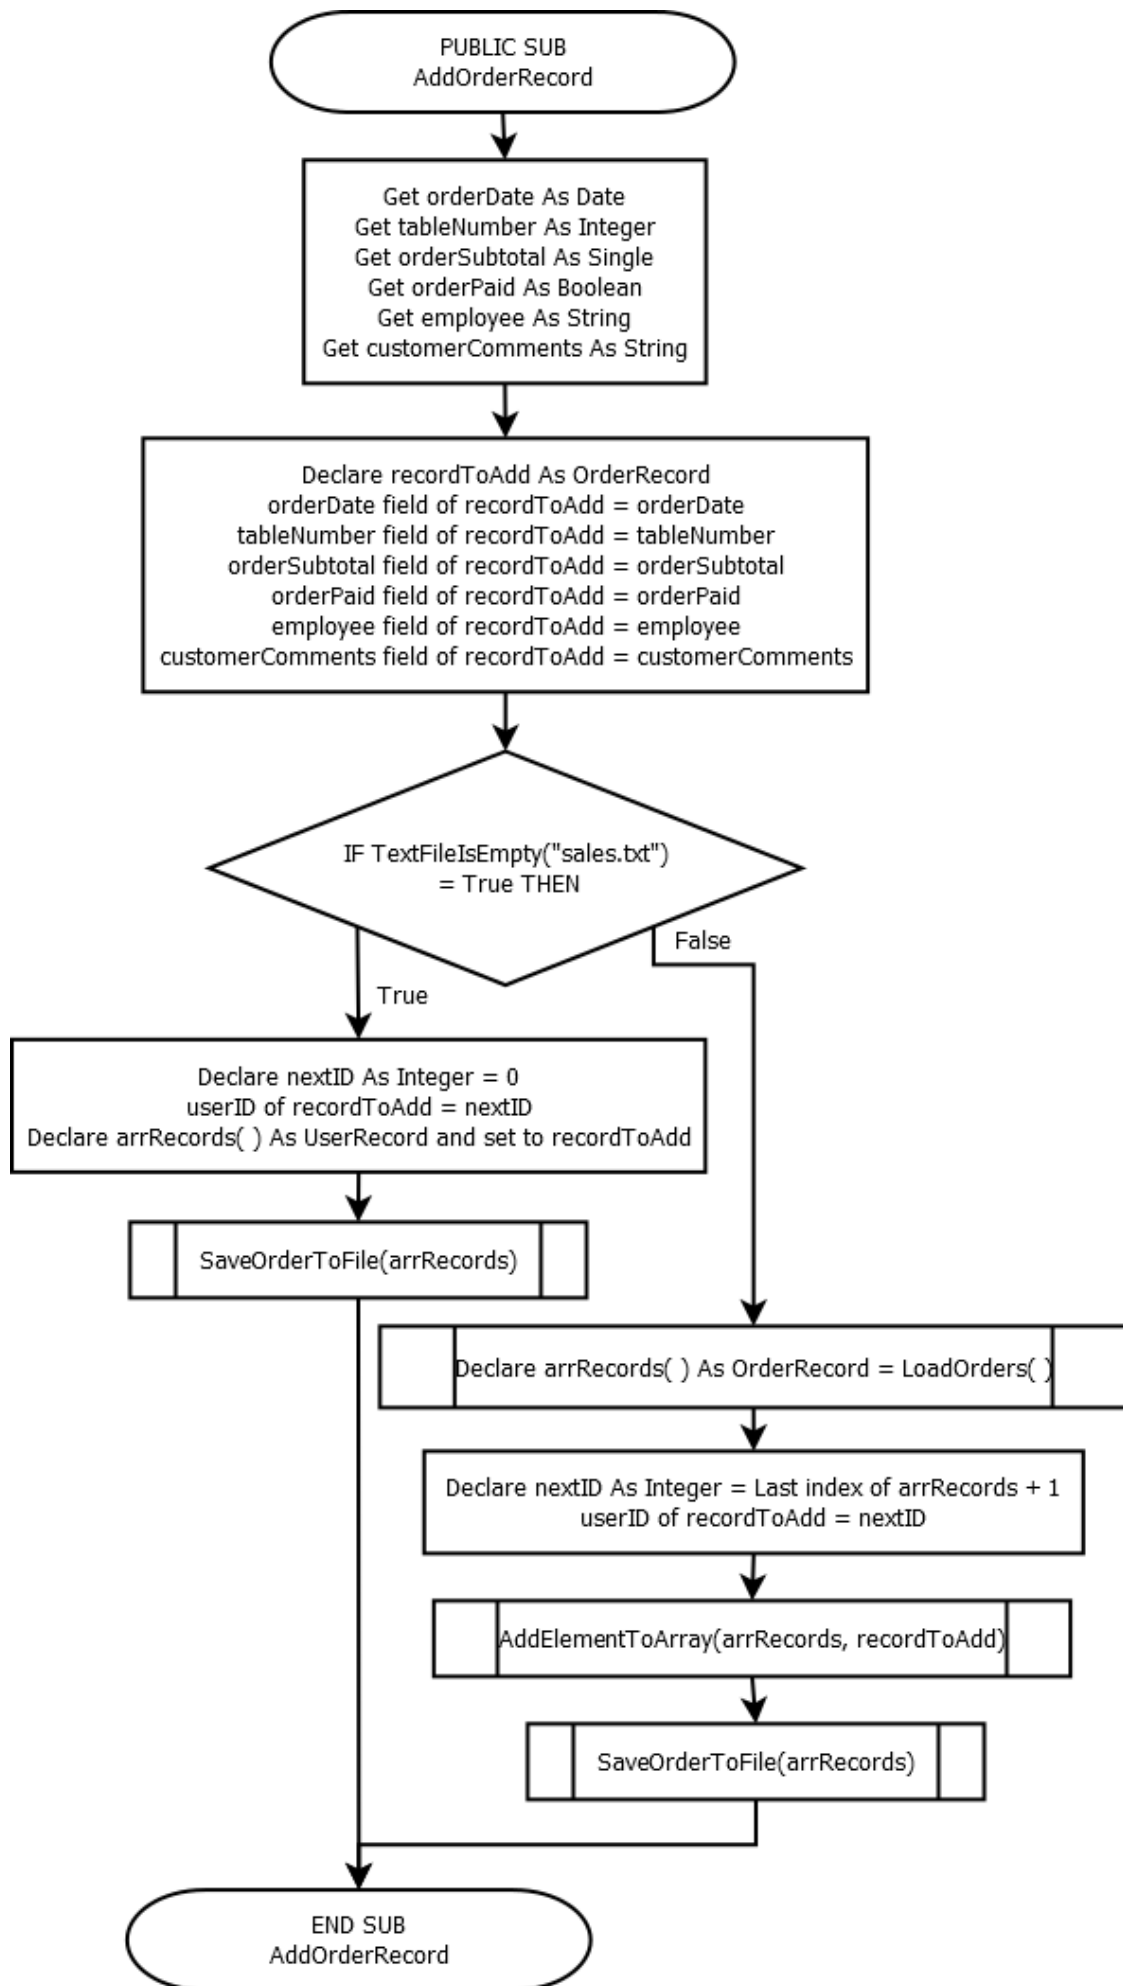 PUBLIC SUB
AddOrderRecord
Get orderDate As Date
Get tableNumber As Integer
Get orderSubtotal As Single
Get orderPaid As Boolean
Get employee As String
Get customerComments As String
Declare recordToAdd As OrderRecord
orderDate field of recordToAdd = orderDate
tableNumber field of recordToAdd = tableNumber
orderSubtotal field of recordToAdd = orderSubtotal
orderPaid field of recordToAdd = orderPaid
employee field of recordToAdd = employee
customerComments field of recordToAdd = customerComments
IF TextFileIsEmpty("sales.txt")
= True THEN
False
True
Declare nextID As Integer = 0
userID of recordToAdd = nextID
Declare arrRecords( ) As UserRecord and set to recordToAdd
SaveOrderToFile(arrRecords)
Declare arrRecords( ) As OrderRecord = LoadOrders( )
Declare nextID As Integer = Last index of arrRecords + 1
userID of recordToAdd = nextID
AddElementToArray(arrRecords, recordToAdd)
SaveOrderToFile(arrRecords)
END SUB
AddOrderRecord